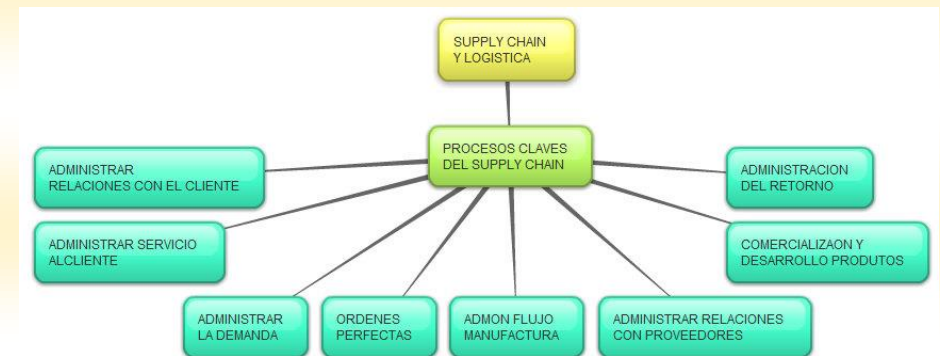 SUPPLY CHAIN
Y LOGISTICA
PROCESOS CLAVES
DEL SUPPLY CHAIN
ADMINISTRAR
RELACIONES CON EL CLIENTE
ADMINISTRACION
DEL RETORNO
ADMINISTRAR SERVICIO
ALCLIENTE
COMERCIALIZAON Y
DESARROLLO PRODUTOS
ADMINISTRAR
LA DEMANDA
ORDENES
PERFECTAS
ADMON FLUJO
MANUFACTURA
ADMINISTRAR RELACIONES
CON PROVEEDORES